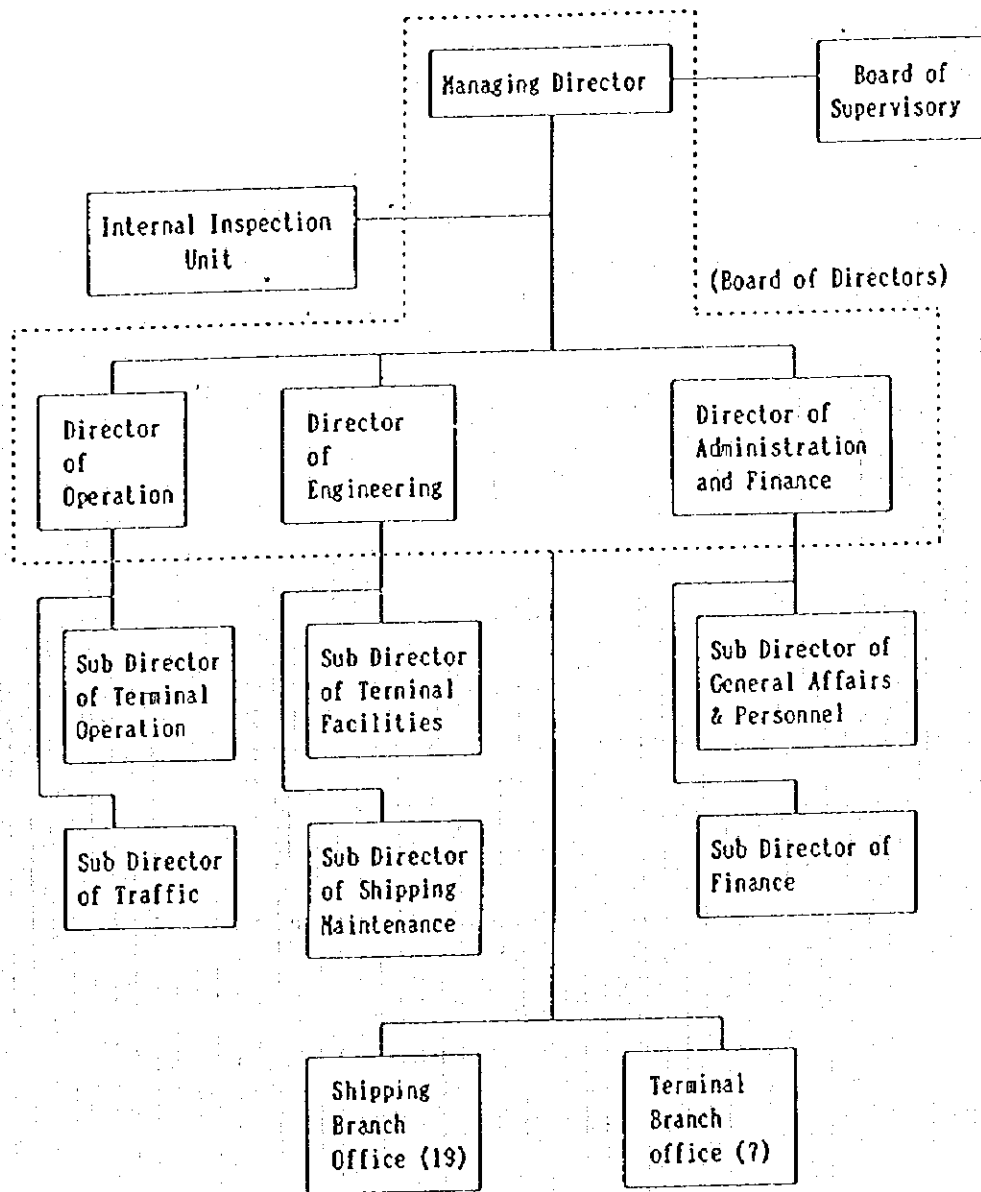 Managing Director
Board of
Supervisory
Internal Inspection
Unit
(Board of Directors)
Director
of
Operation
Director
of
Engineering
Director of
Administration
and Finance
Sub Director
of Terminal
Operation
Sub Director
of Terminal
Facilities
Sub Director of
General Affairs
& Personnel
Sub Director
of Traffic
Sub Director
of Shipping
Maintenance
Sub Director of
Finance
Shipping
Branch
Office (19)
Terminal
Branch
office (7)